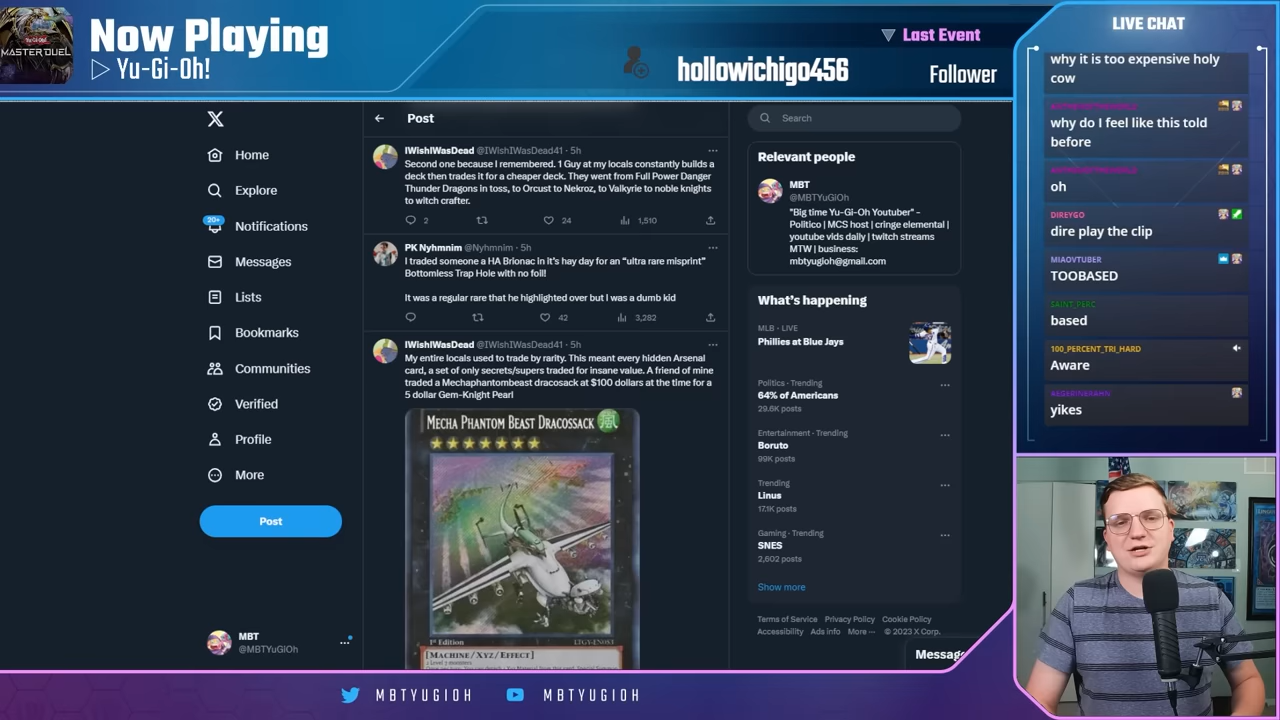 MASTER DUEL
Now Playing
Yu-Gi-Oh!
Last Event
hollowichigo456
Follower
Home
Explore
20+
Notifications
Messages
Lists
Bookmarks
Communities
Verified
Profile
More
Post
MBT
@MBTYuGiOh
Post
IWishIWasDead @IWishIWasDead41 · 5h
Second one because I remembered. 1 Guy at my locals constantly builds a
deck then trades it for a cheaper deck. They went from Full Power Danger
Thunder Dragons in toss, to Orcust to Nekroz, to Valkyrie to noble knights
to witch crafter.
2
24
1,510
PK Nyhmnim @Nyhmnim · 5h
I traded someone a HA Brionac in it's hay day for an "ultra rare misprint"
Bottomless Trap Hole with no foil!
It was a regular rare that he highlighted over but I was a dumb kid
42
3,282
IWishIWasDead @IWishIWasDead41 · 5h
My entire locals used to trade by rarity. This meant every hidden Arsenal
card, a set of only secrets/supers traded for insane value. A friend of mine
traded a Mechaphantombeast dracosack at $100 dollars at the time for a
5 dollar Gem-Knight Pearl
MECHA PHANTOM BEAST DRACOSSACK
風
1st Edition
LTGY-EN053
[MACHINE/XYZ/EFFECT]
2 Level 7 monsters
Search
Relevant people
MBT
@MBTYuGiOh
"Big time Yu-Gi-Oh Youtuber" -
Politico | MCS host | cringe elemental |
youtube vids daily | twitch streams
MTW | business:
mbtyugioh@gmail.com
What's happening
MLB · LIVE
Phillies at Blue Jays
Politics · Trending
64% of Americans
29.6K posts
Entertainment · Trending
Boruto
99K posts
Trending
Linus
17.1K posts
Gaming · Trending
SNES
2,602 posts
Show more
Terms of Service Privacy Policy Cookie Policy
Accessibility Ads info More ··· © 2023 X Corp.
Messag
LIVE CHAT
why it is too expensive holy
cow
why do I feel like this told
before
oh
DIREYGO
dire play the clip
MIAOVTUBER
TOOBASED
SAINT_PERC
based
100_PERCENT_TRI_HARD
Aware
yikes
MBTYUGIOH
MBTYUGIOH